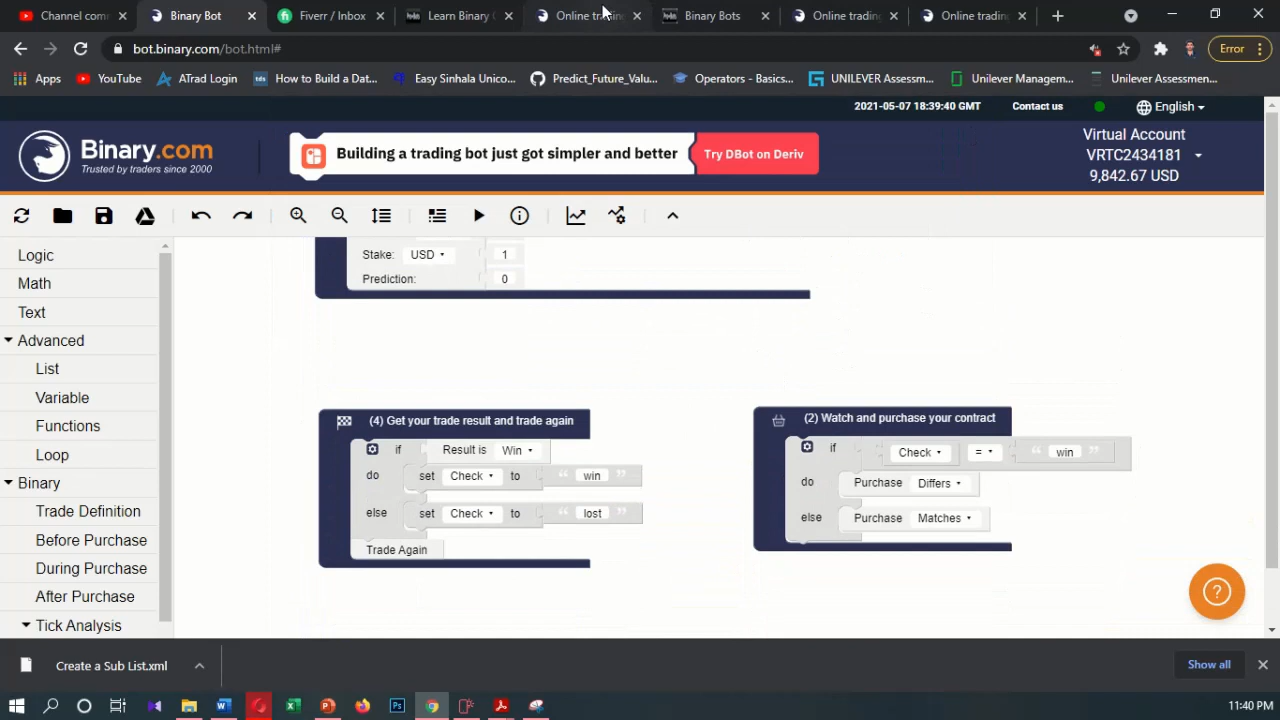 Channel comm
Binary Bot
Fiverr / Inbox
Learn Binary
Online trading
Binary Bots
Online trading
Online trading
bot.binary.com/bot.html#
Error
Apps
YouTube
ATrad Login
How to Build a Dat...
Easy Sinhala Unico...
Predict_Future_Valu...
Operators - Basics...
UNILEVER Assessm...
Unilever Managem...
Unilever Assessmen...
2021-05-07 18:39:40 GMT
Contact us
English
Binary.com
Trusted by traders since 2000
Building a trading bot just got simpler and better
Try DBot on Deriv
Virtual Account
VRTC2434181
9,842.67 USD
Logic
Math
Text
Advanced
List
Variable
Functions
Loop
Binary
Trade Definition
Before Purchase
During Purchase
After Purchase
Tick Analysis
Stake: USD 1
Prediction: 0
(4) Get your trade result and trade again
if Result is Win
do set Check to “ win ”
else set Check to “ lost ”
Trade Again
(2) Watch and purchase your contract
if Check = “ win ”
do Purchase Differs
else Purchase Matches
?
Create a Sub List.xml
Show all
11:40 PM